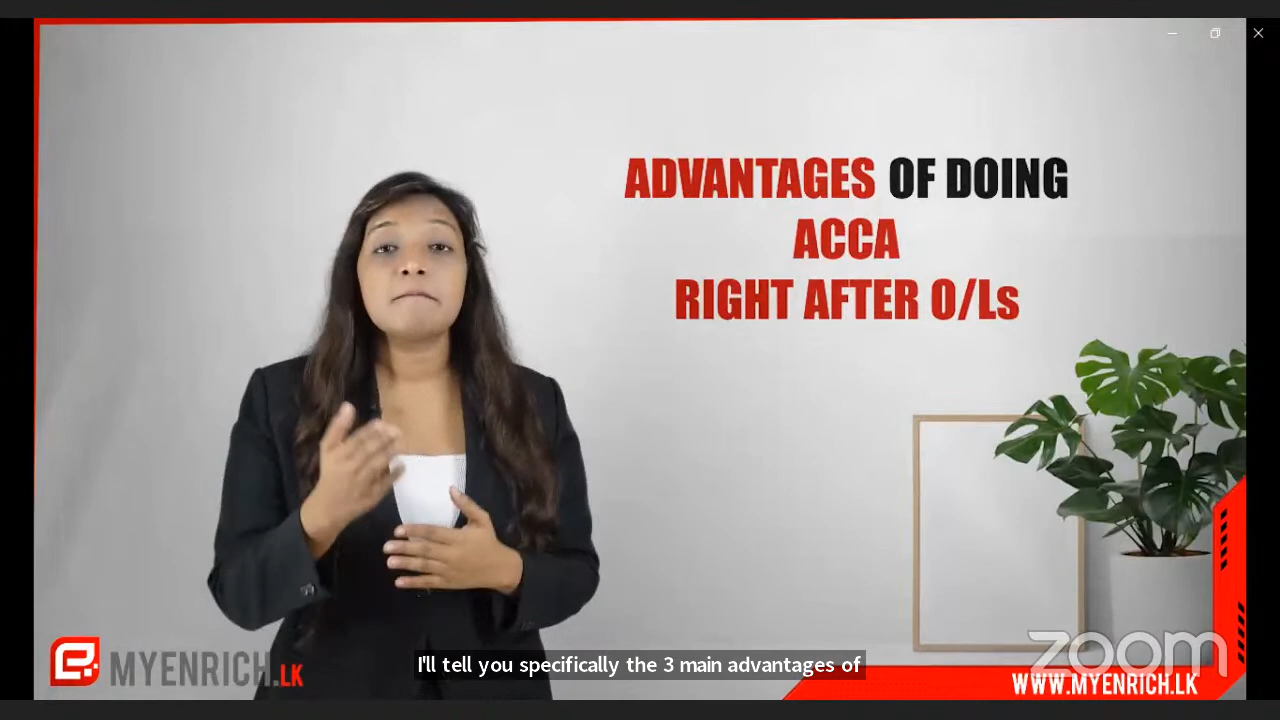 ADVANTAGES OF DOING
ACCA
RIGHT AFTER O/Ls
I'll tell you specifically the 3 main advantages of
MYENRICH.LK
zoom
WWW.MYENRICH.LK